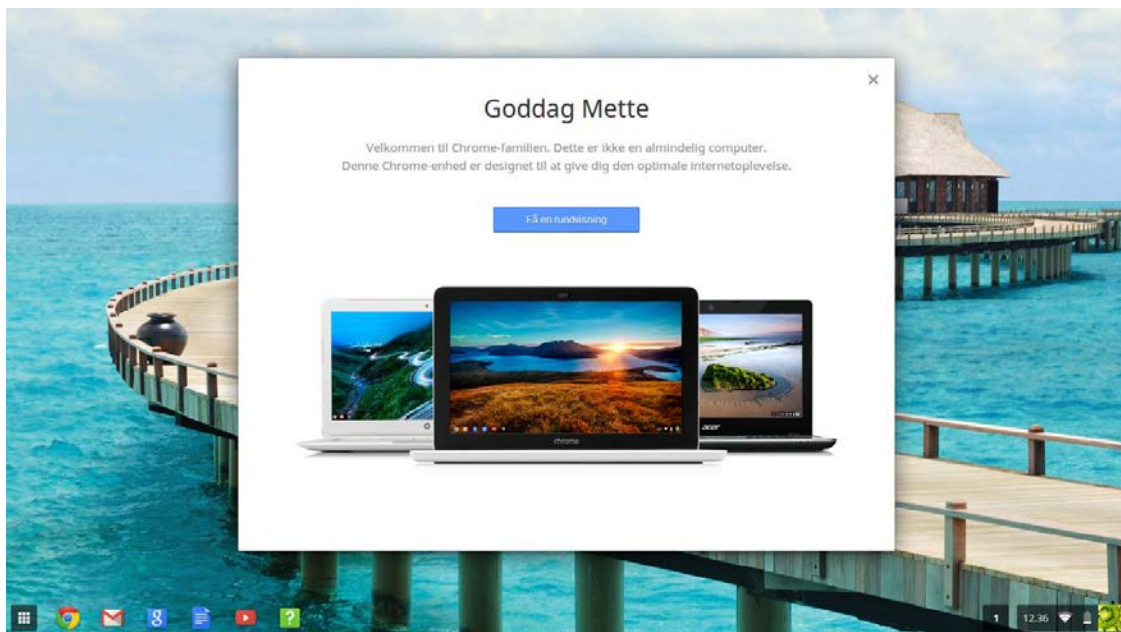 Goddag Mette
Velkommen til Chrome-familien. Dette er ikke en almindelig computer.
Denne Chrome-enhed er designet til at give dig den optimale internetoplevelse.
Få en rundvisning
chrome
acer
1 12.36